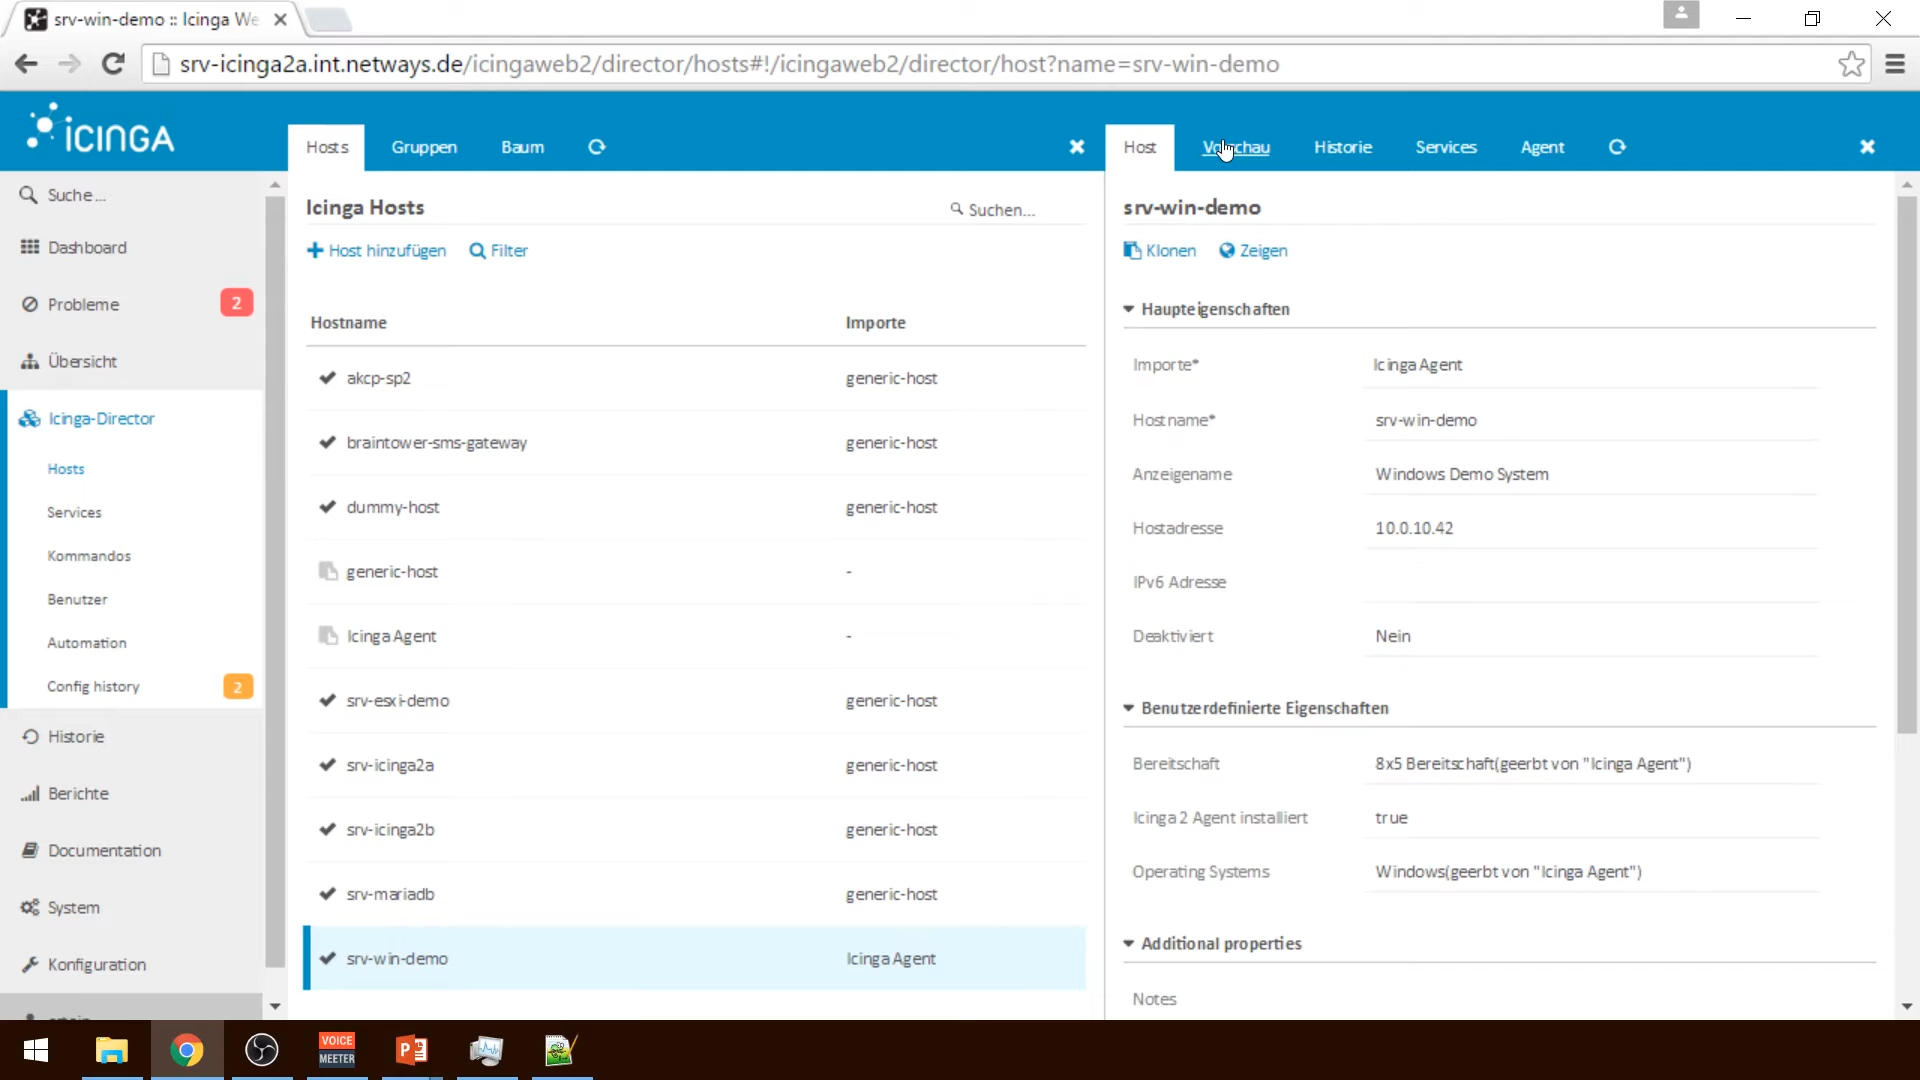 srv-win-demo :: Icinga We
srv-icinga2a.int.netways.de/icingaweb2/director/hosts#!/icingaweb2/director/host?name=srv-win-demo
ICINGA
Hosts
Gruppen
Baum
Host
Vorschau
Historie
Services
Agent
Suche ...
Dashboard
Probleme
2
Übersicht
Icinga-Director
Hosts
Services
Kommandos
Benutzer
Automation
Config history
2
Historie
Berichte
Documentation
System
Konfiguration
Icinga Hosts
Suchen...
Host hinzufügen
Filter
Hostname
Importe
akcp-sp2
generic-host
braintower-sms-gateway
generic-host
dummy-host
generic-host
generic-host
-
Icinga Agent
-
srv-esxi-demo
generic-host
srv-icinga2a
generic-host
srv-icinga2b
generic-host
srv-mariadb
generic-host
srv-win-demo
Icinga Agent
srv-win-demo
Klonen
Zeigen
Haupteigenschaften
Importe*
Icinga Agent
Hostname*
srv-win-demo
Anzeigename
Windows Demo System
Hostadresse
10.0.10.42
IPv6 Adresse
Deaktiviert
Nein
Benutzerdefinierte Eigenschaften
Bereitschaft
8x5 Bereitschaft(geerbt von "Icinga Agent")
Icinga 2 Agent installiert
true
Operating Systems
Windows(geerbt von "Icinga Agent")
Additional properties
Notes
VOICE
MEETER
P